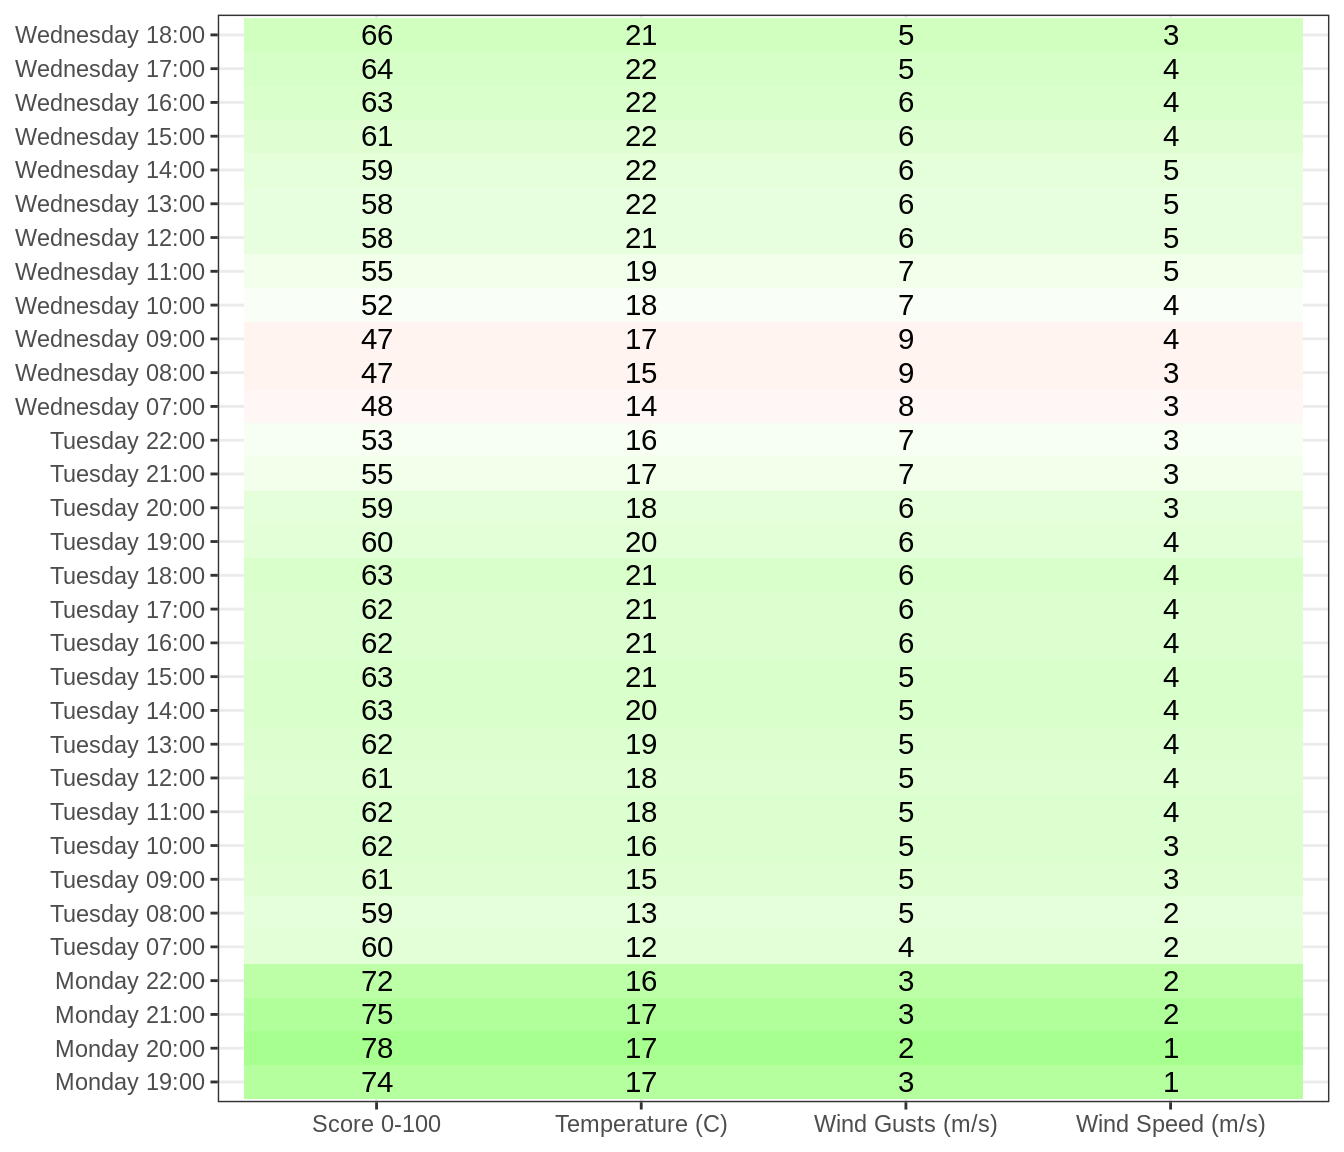 Wednesday 18:00 66 21 5 3
Wednesday 17:00 64 22 5 4
Wednesday 16:00 63 22 6 4
Wednesday 15:00 61 22 6 4
Wednesday 14:00 59 22 6 5
Wednesday 13:00 58 22 6 5
Wednesday 12:00 58 21 6 5
Wednesday 11:00 55 19 7 5
Wednesday 10:00 52 18 7 4
Wednesday 09:00 47 17 9 4
Wednesday 08:00 47 15 9 3
Wednesday 07:00 48 14 8 3
Tuesday 22:00 53 16 7 3
Tuesday 21:00 55 17 7 3
Tuesday 20:00 59 18 6 3
Tuesday 19:00 60 20 6 4
Tuesday 18:00 63 21 6 4
Tuesday 17:00 62 21 6 4
Tuesday 16:00 62 21 6 4
Tuesday 15:00 63 21 5 4
Tuesday 14:00 63 20 5 4
Tuesday 13:00 62 19 5 4
Tuesday 12:00 61 18 5 4
Tuesday 11:00 62 18 5 4
Tuesday 10:00 62 16 5 3
Tuesday 09:00 61 15 5 3
Tuesday 08:00 59 13 5 2
Tuesday 07:00 60 12 4 2
Monday 22:00 72 16 3 2
Monday 21:00 75 17 3 2
Monday 20:00 78 17 2 1
Monday 19:00 74 17 3 1
Score 0-100 Temperature (C) Wind Gusts (m/s) Wind Speed (m/s)